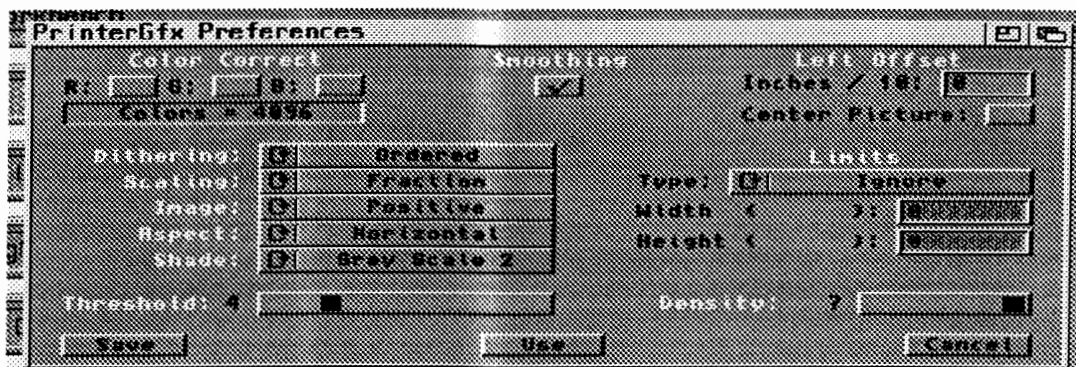 PrinterGfx Preferences
Color Correct Smoothing Left Offset
R: G: B: Inches / 10: 0
Colors = 4096 Center Picture:
Dithering: Ordered Limits
Scaling: Fraction Type: Ignore
Image: Positive Width ( ): 0
Aspect: Horizontal Height ( ): 0
Shade: Gray Scale 2
Threshold: 4 Density: 7
Save Use Cancel